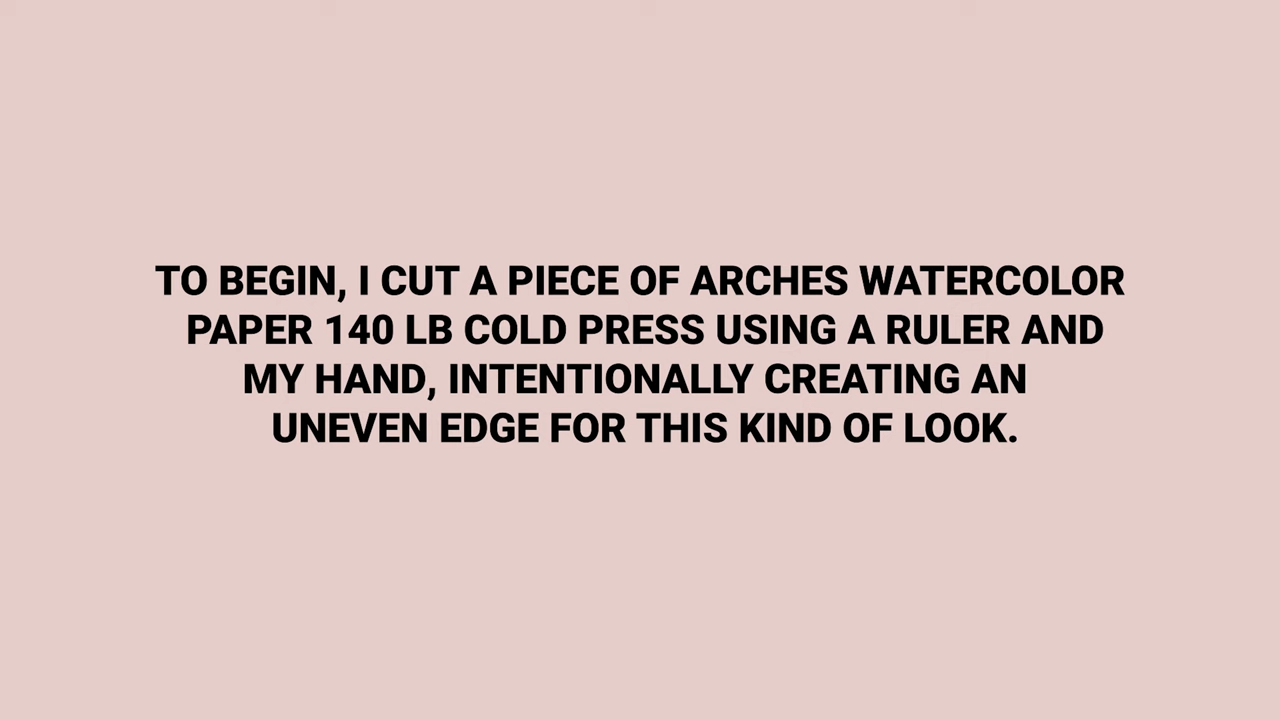 TO BEGIN, I CUT A PIECE OF ARCHES WATERCOLOR
PAPER 140 LB COLD PRESS USING A RULER AND
MY HAND, INTENTIONALLY CREATING AN
UNEVEN EDGE FOR THIS KIND OF LOOK.